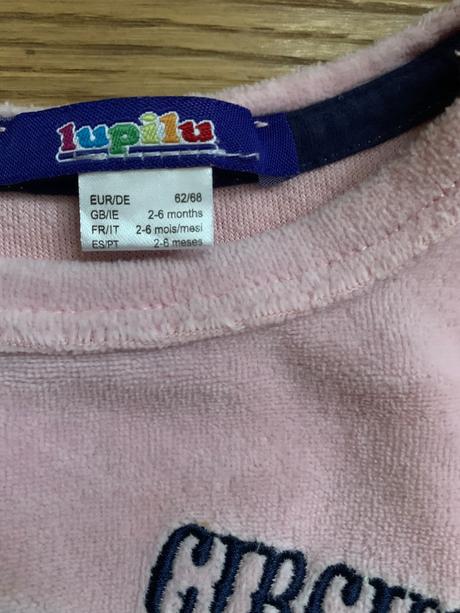 lupilu
EUR/DE 62/68
GB/IE 2-6 months
FR/IT 2-6 mois/mesi
ES/PT 2-6 meses